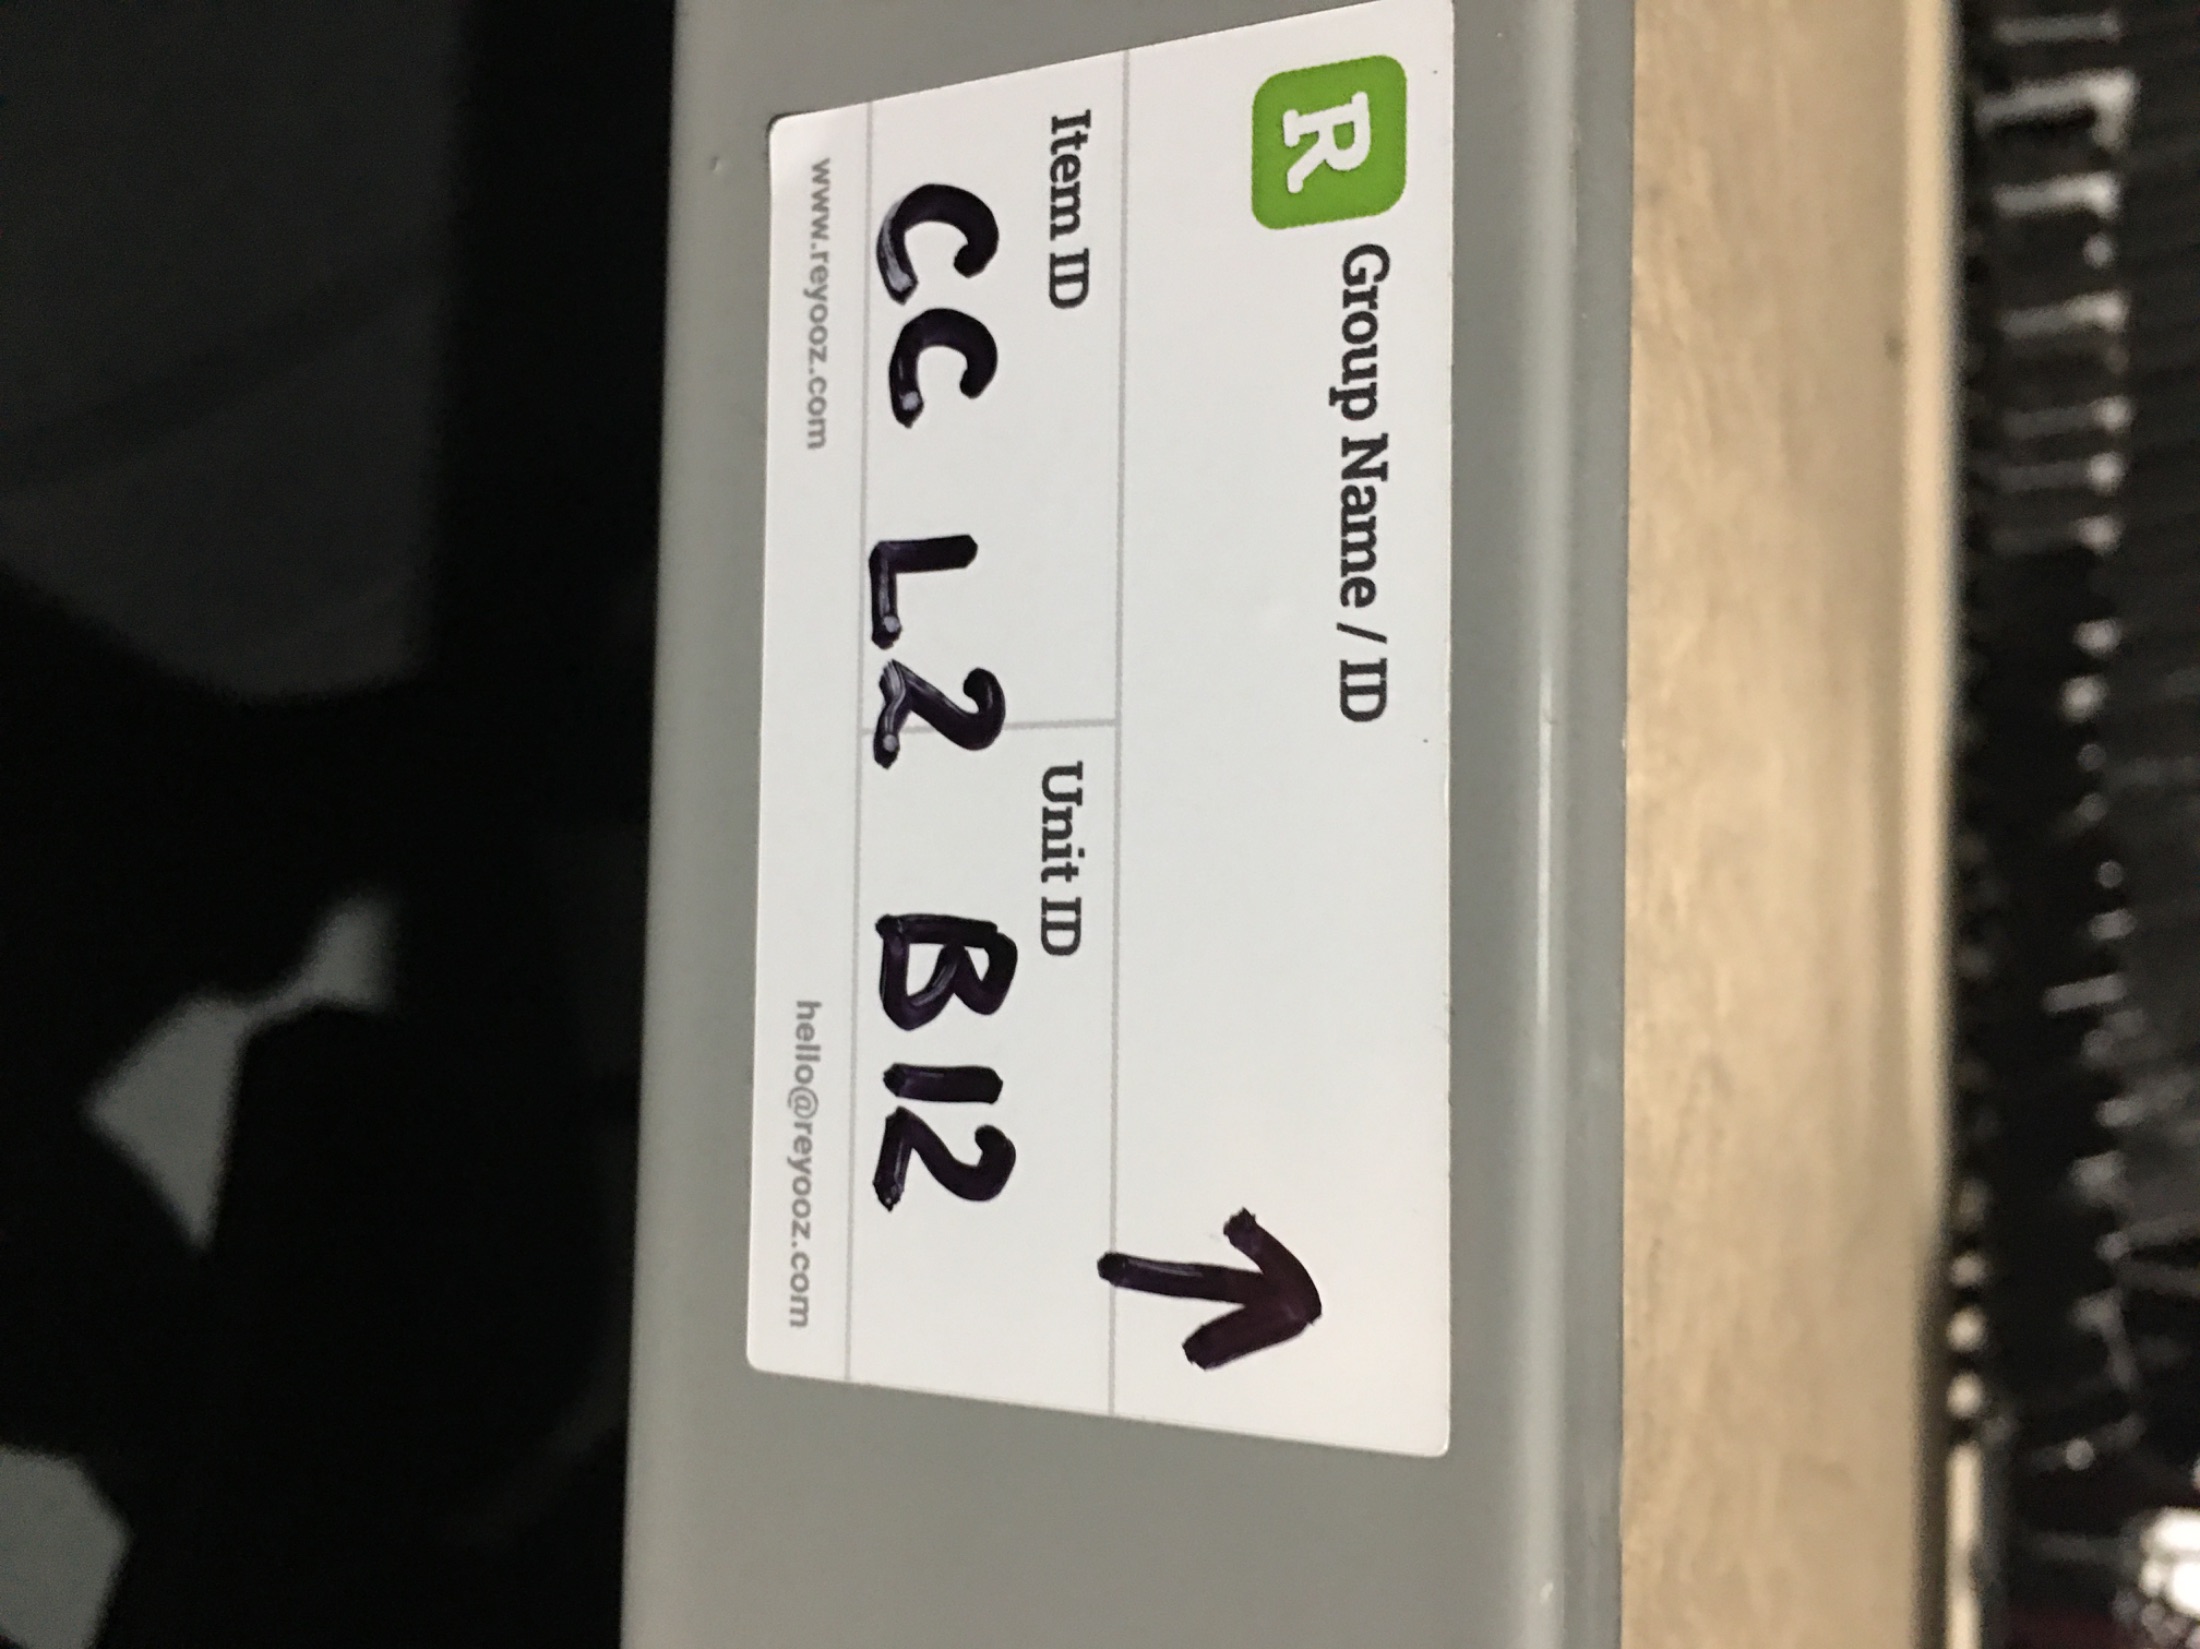 R Group Name / ID
Item ID Unit ID
CC L2 B12
www.reyooz.com hello@reyooz.com